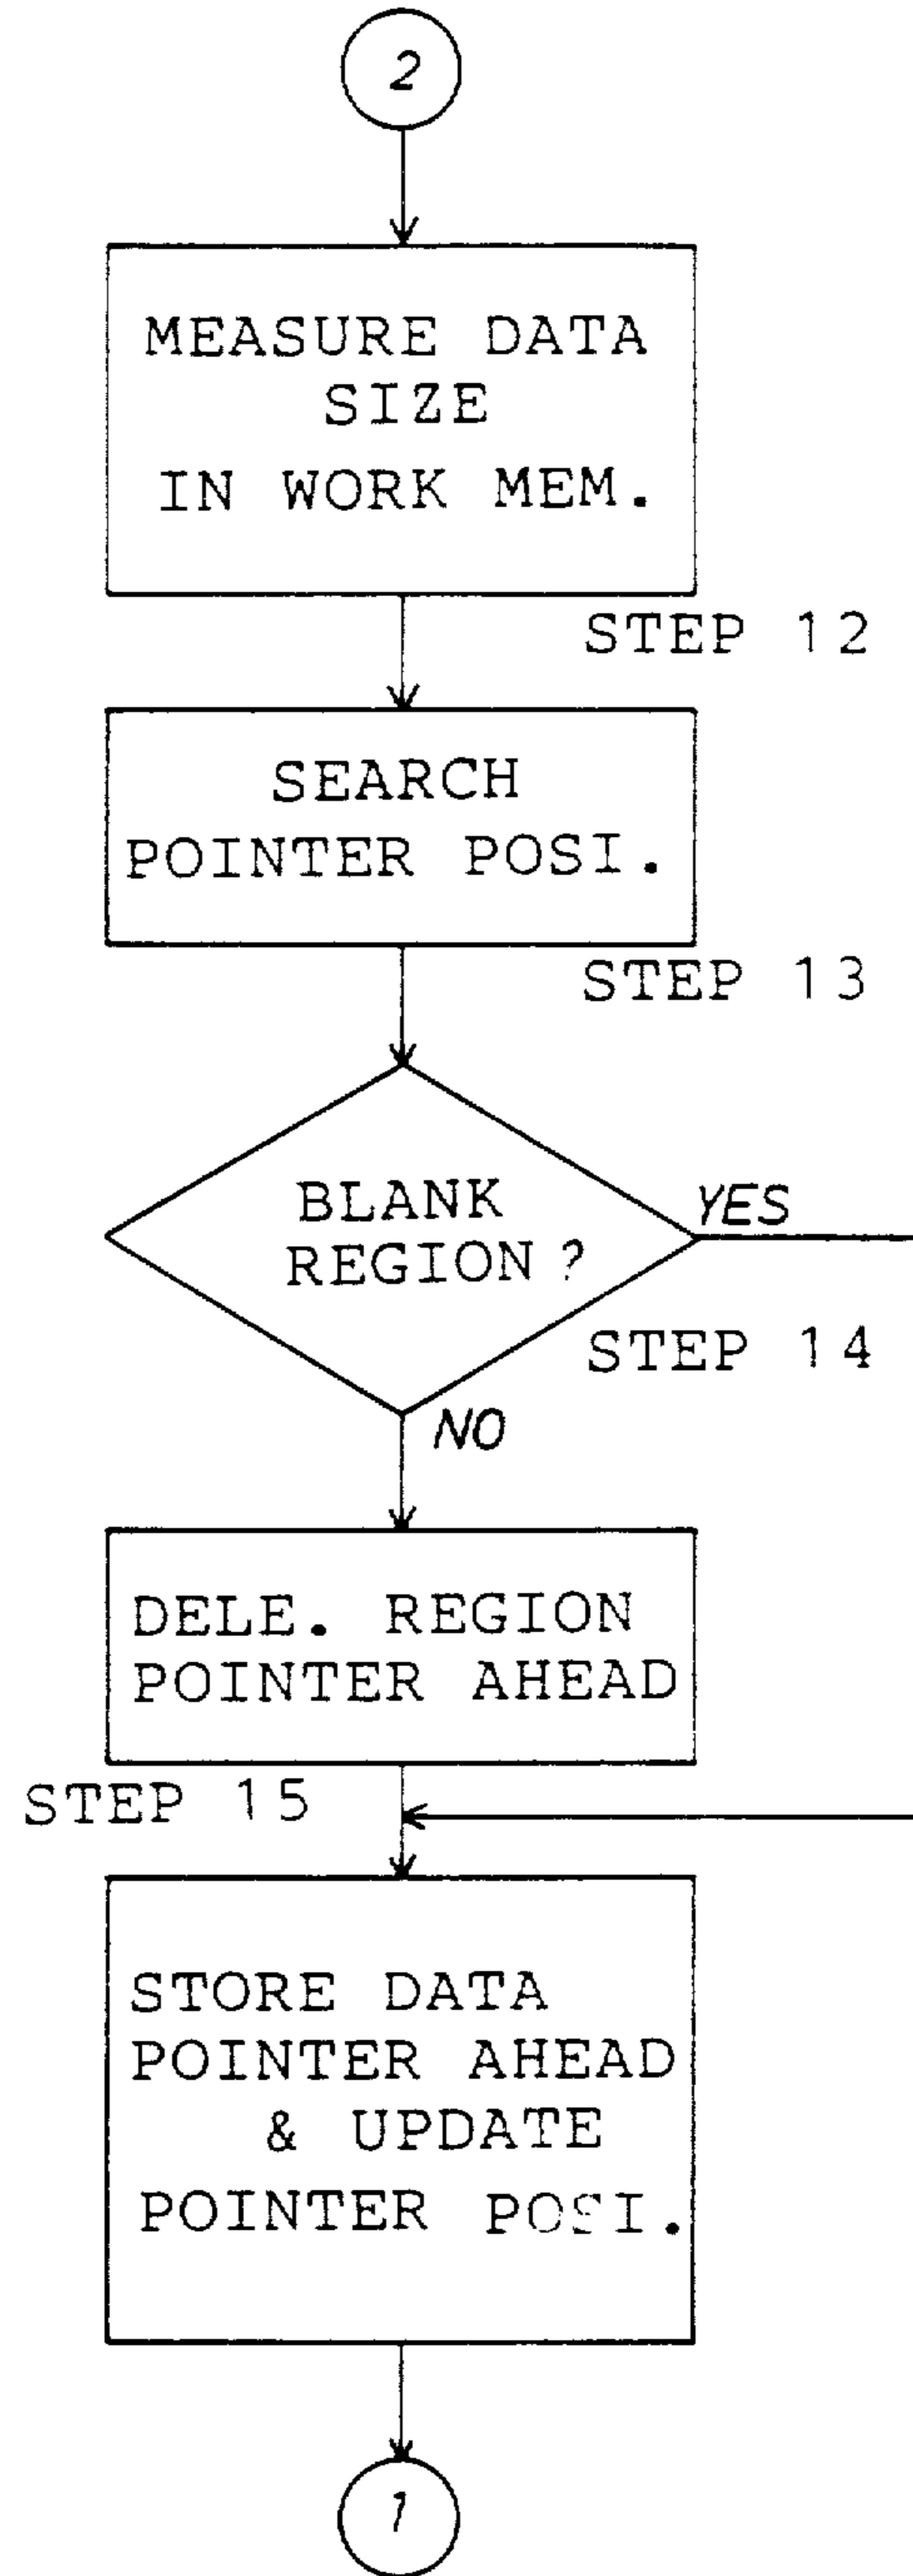 2
MEASURE DATA
SIZE
IN WORK MEM.
STEP 12
SEARCH
POINTER POSI.
STEP 13
BLANK
REGION?
YES
STEP 14
NO
DELE. REGION
POINTER AHEAD
STEP 15
STORE DATA
POINTER AHEAD
& UPDATE
POINTER POSI.
1